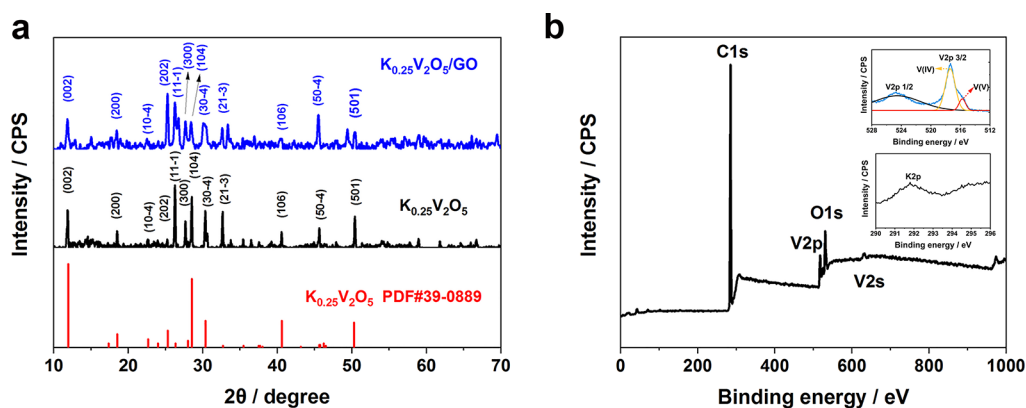 a
Intensity / CPS
K0.25V2O5/GO
(002)
(200)
(10-4)
(202)
(11-1)
(300)
(104)
(30-4)
(21-3)
(106)
(50-4)
(501)
K0.25V2O5
(002)
(200)
(10-4)
(202)
(11-1)
(300)
(104)
(30-4)
(21-3)
(106)
(50-4)
(501)
K0.25V2O5 PDF#39-0889
10 20 30 40 50 60 70
2θ / degree
b
Intensity / CPS
C1s
V2p
O1s
V2s
0 200 400 600 800 1000
Binding energy / eV
Intensity / CPS
V2p 3/2
V(IV)
V2p 1/2
V(V)
528 524 520 516 512
Binding energy / eV
Intensity / CPS
K2p
290 291 292 293 294 295 296
Binding energy / eV